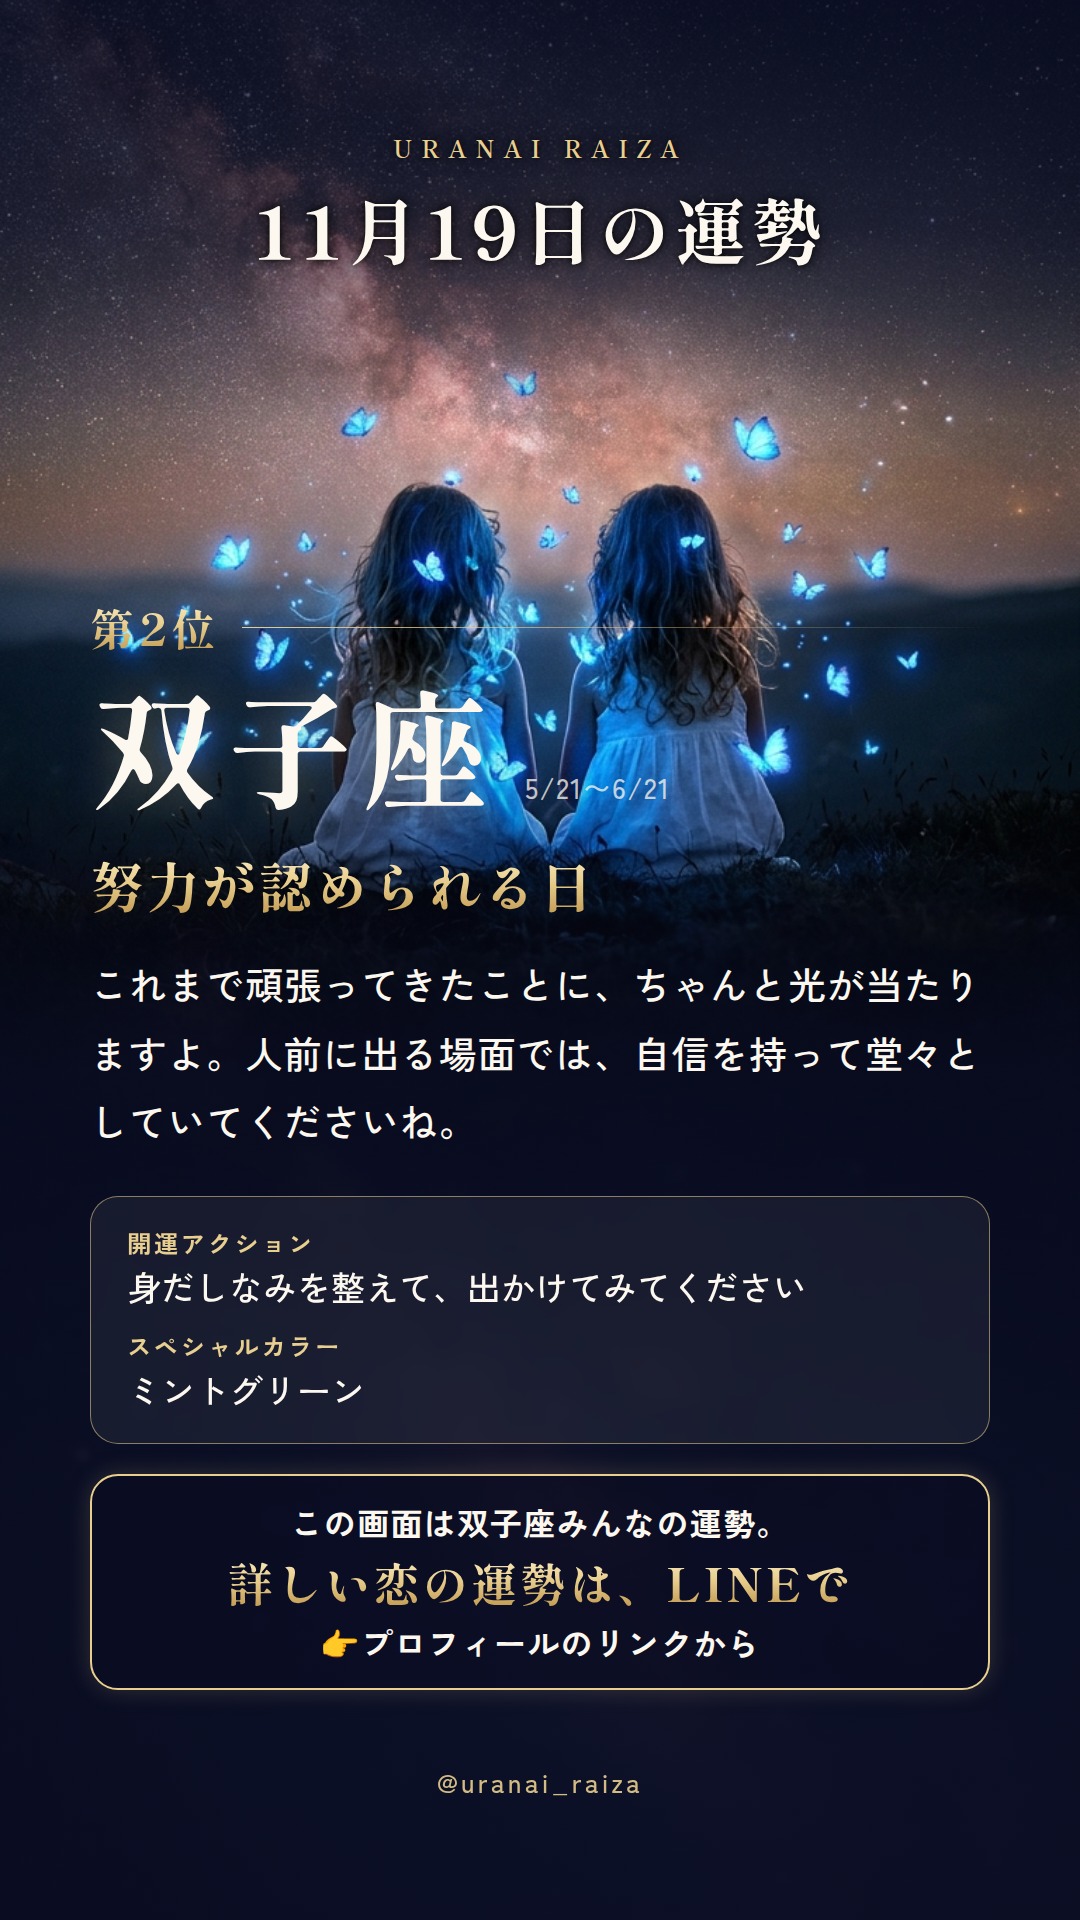 URANAI RAIZA
11月19日の運勢
第2位
双子座 5/21〜6/21
努力が認められる日
これまで頑張ってきたことに、ちゃんと光が当たり
ますよ。人前に出る場面では、自信を持って堂々と
していてくださいね。
開運アクション
身だしなみを整えて、出かけてみてください
スペシャルカラー
ミントグリーン
この画面は双子座みんなの運勢。
詳しい恋の運勢は、LINEで
👉プロフィールのリンクから
@uranai_raiza